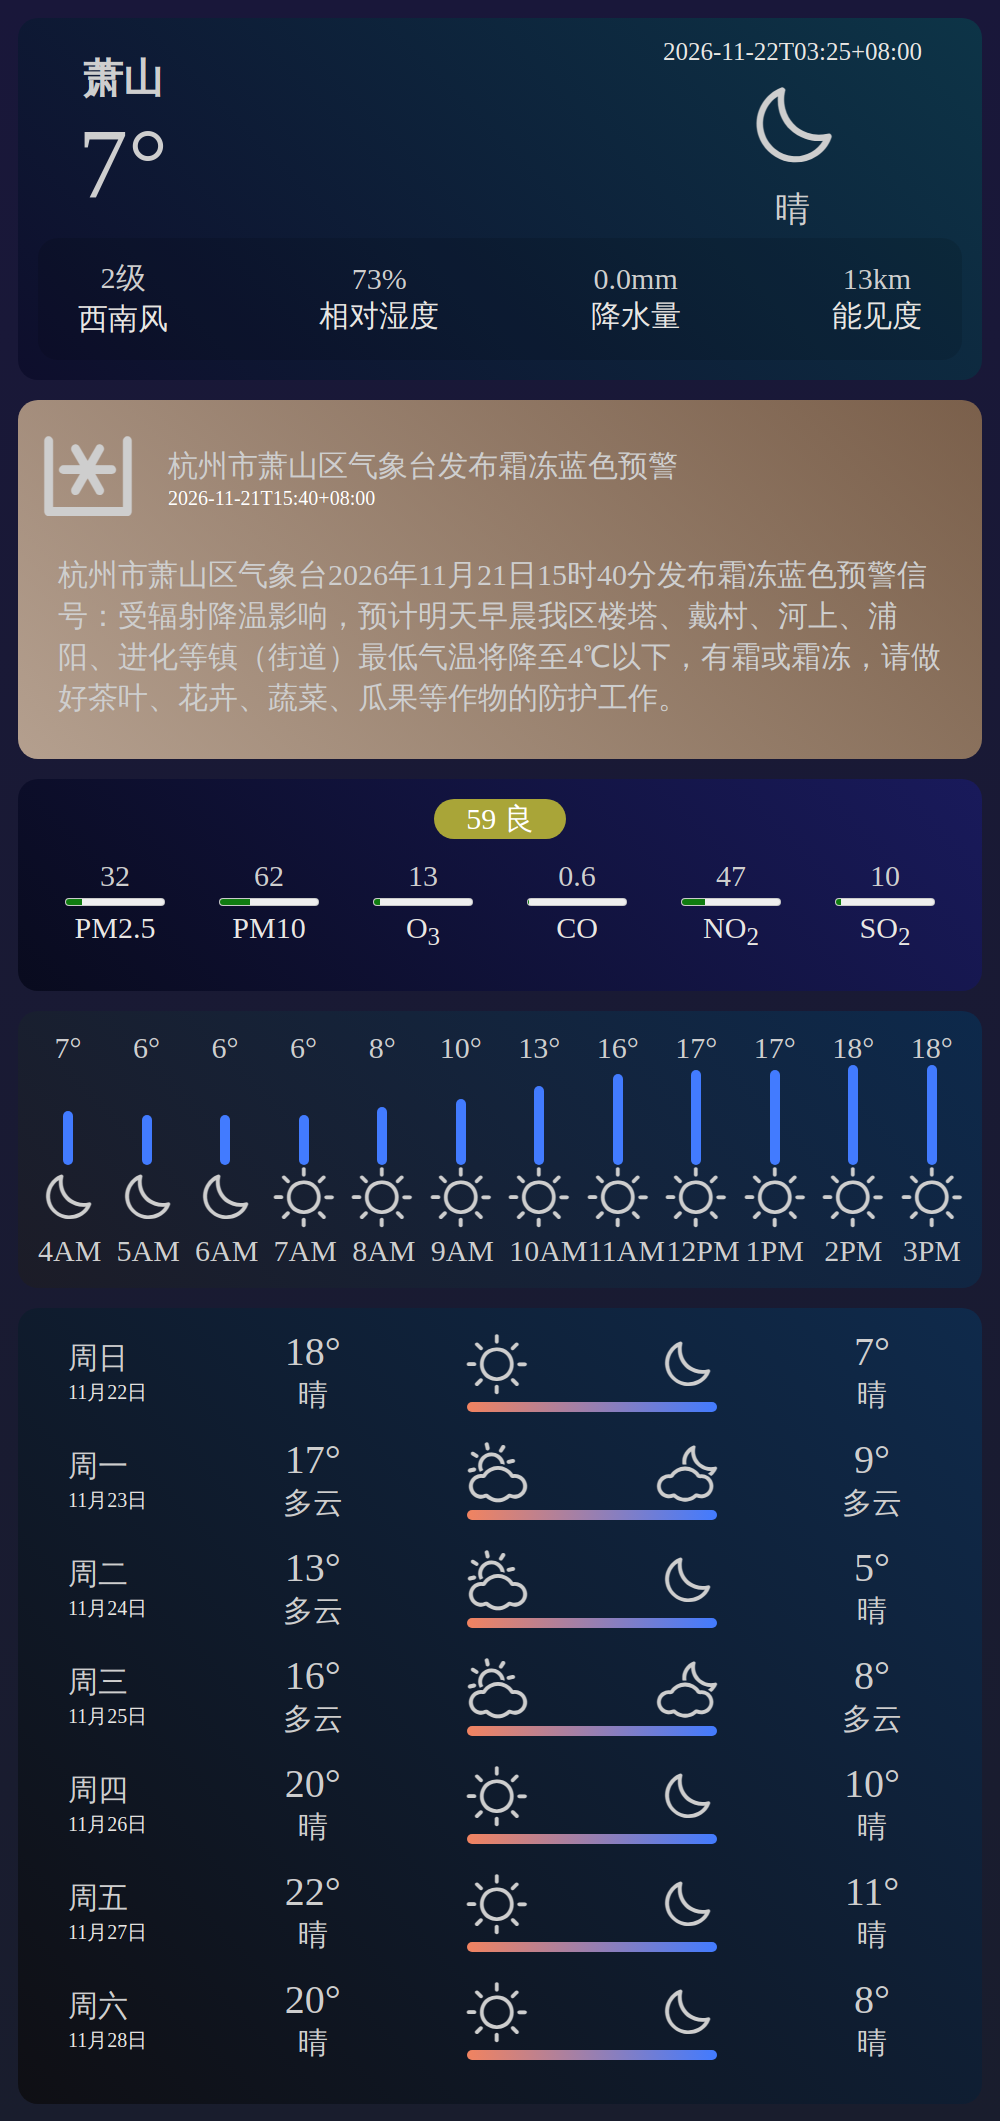 萧山
2026-11-22T03:25+08:00
7°
晴
2级 73% 0.0mm 13km
西南风 相对湿度 降水量 能见度
杭州市萧山区气象台发布霜冻蓝色预警
2026-11-21T15:40+08:00
杭州市萧山区气象台2026年11月21日15时40分发布霜冻蓝色预警信
号：受辐射降温影响，预计明天早晨我区楼塔、戴村、河上、浦
阳、进化等镇（街道）最低气温将降至4℃以下，有霜或霜冻，请做
好茶叶、花卉、蔬菜、瓜果等作物的防护工作。
59 良
32 62 13 0.6 47 10
PM2.5 PM10 O3 CO NO2 SO2
7° 6° 6° 6° 8° 10° 13° 16° 17° 17° 18° 18°
4AM 5AM 6AM 7AM 8AM 9AM 10AM 11AM 12PM 1PM 2PM 3PM
周日 18° 7°
11月22日 晴 晴
周一 17° 9°
11月23日 多云 多云
周二 13° 5°
11月24日 多云 晴
周三 16° 8°
11月25日 多云 多云
周四 20° 10°
11月26日 晴 晴
周五 22° 11°
11月27日 晴 晴
周六 20° 8°
11月28日 晴 晴